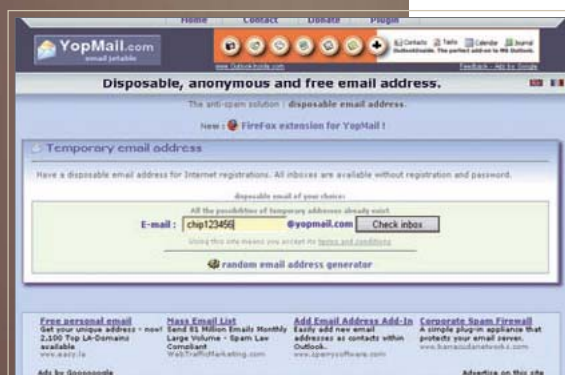 Home Contact Donate Plugin
YopMail.com
email jetable
Contacts Tasks Calendar Journal
OutlookInside. The perfect add-on to MS Outlook.
www.OutlookInside.com
Feedback - Ads by Google
Disposable, anonymous and free email address.
The anti-spam solution : disposable email address.
New : FireFox extension for YopMail !
Temporary email address
Have a disposable email address for Internet registrations. All inboxes are available without registration and password.
disposable email of your choice:
All the possibilities of temporary addresses already exist.
E-mail : chip123456 @yopmail.com Check inbox
Using this site means you accept its terms and conditions
random email address generator
Free personal email
Get your unique address - now!
2,100 Top LA-Domains
available
www.eazy.la
Mass Email List
Send 81 Million Emails Monthly
Large Volume - Spam Law
Compliant
WebTrafficMarketing.com
Add Email Address Add-In
Easily add new email
addresses as contacts within
Outlook.
www.sperrysoftware.com
Corporate Spam Firewall
A simple plug-in appliance that
protects your email server.
www.barracudanetworks.com
Ads by Goooooogle
Advertise on this site